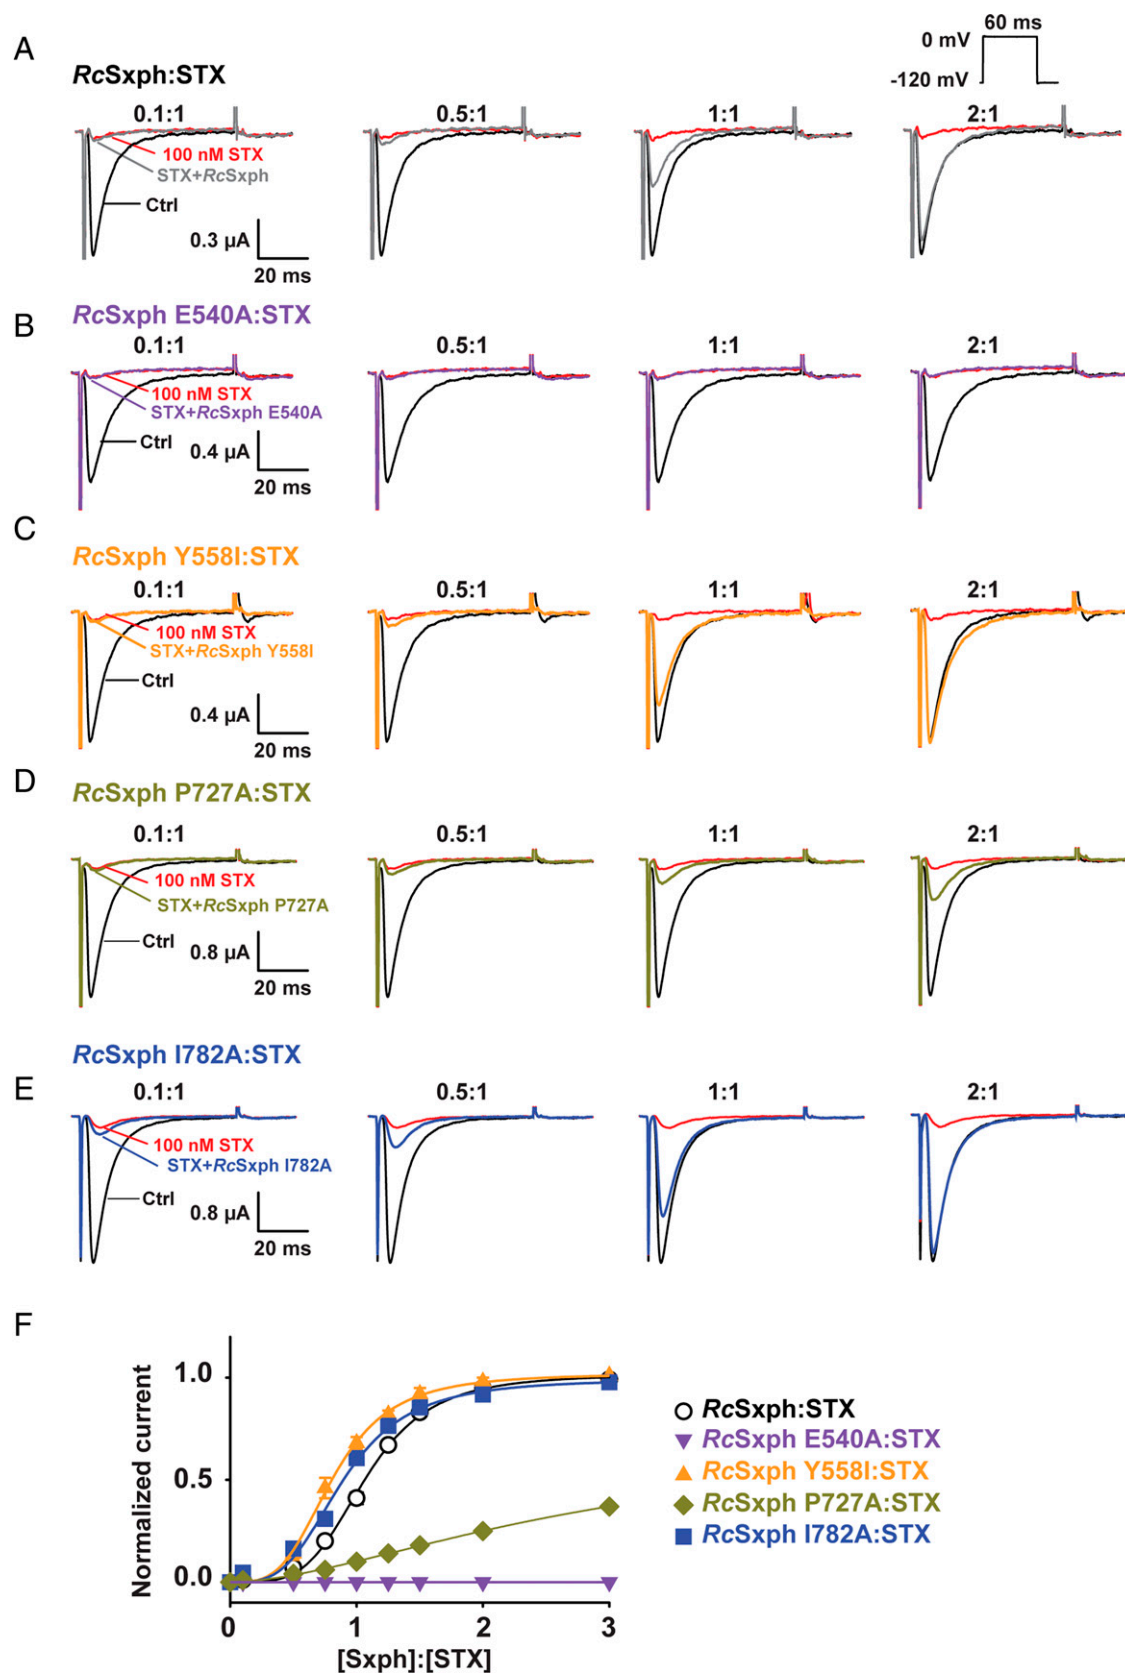 A
60 ms
0 mV
-120 mV
RcSxph:STX
0.1:1
0.5:1
1:1
2:1
100 nM STX
STX+RcSxph
Ctrl
0.3 µA
20 ms
B
RcSxph E540A:STX
0.1:1
0.5:1
1:1
2:1
100 nM STX
STX+RcSxph E540A
Ctrl
0.4 µA
20 ms
C
RcSxph Y558I:STX
0.1:1
0.5:1
1:1
2:1
100 nM STX
STX+RcSxph Y558I
Ctrl
0.4 µA
20 ms
D
RcSxph P727A:STX
0.1:1
0.5:1
1:1
2:1
100 nM STX
STX+RcSxph P727A
Ctrl
0.8 µA
20 ms
E
RcSxph I782A:STX
0.1:1
0.5:1
1:1
2:1
100 nM STX
STX+RcSxph I782A
Ctrl
0.8 µA
20 ms
F
Normalized current
1.0
0.5
0.0
0
1
2
3
[Sxph]:[STX]
RcSxph:STX
RcSxph E540A:STX
RcSxph Y558I:STX
RcSxph P727A:STX
RcSxph I782A:STX